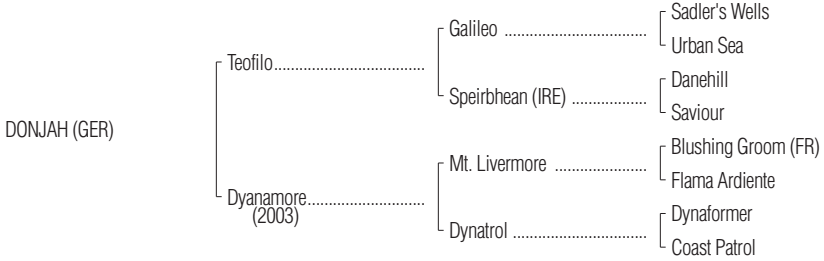 Sadler's Wells
Galileo ..................................
Urban Sea
Teofilo....................................
Danehill
Speirbhean (IRE) ..................
Saviour
DONJAH (GER)
Blushing Groom (FR)
Mt. Livermore ......................
Flama Ardiente
Dyanamore............................
(2003)
Dynaformer
Dynatrol ................................
Coast Patrol